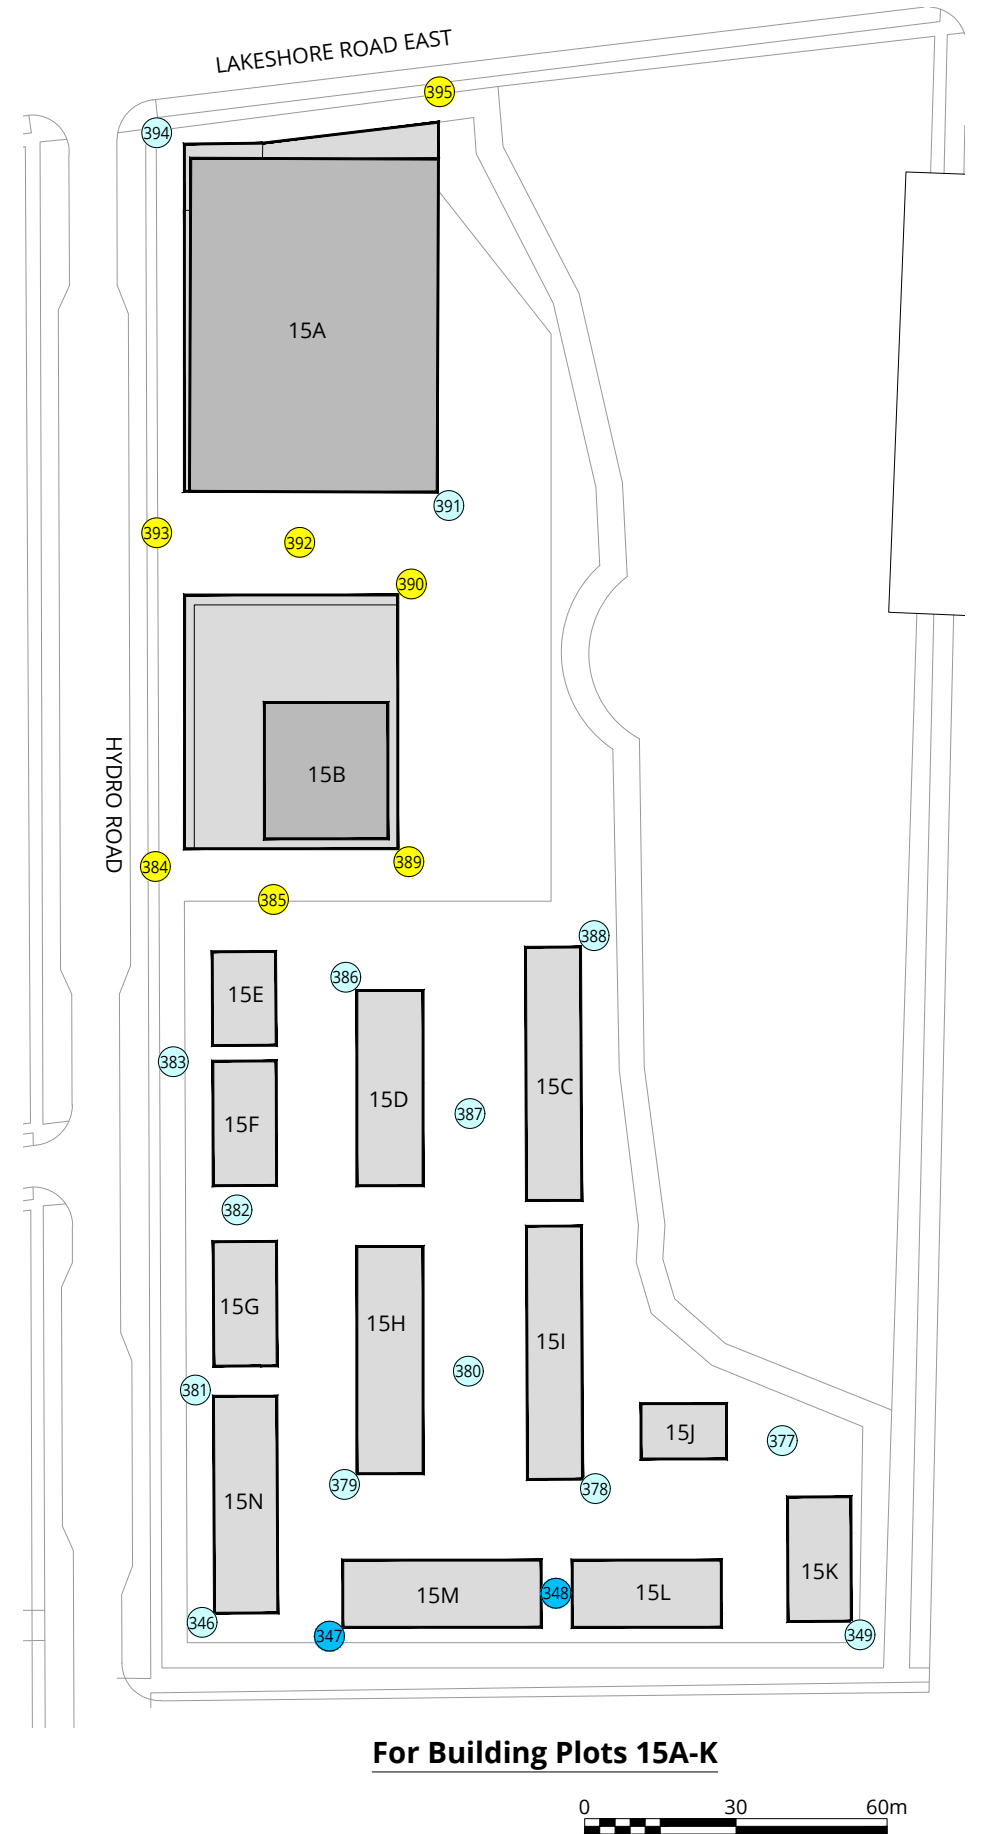 LAKESHORE ROAD EAST
395
394
15A
391
393
392
390
HYDRO ROAD
15B
384
389
385
388
386
15E
383
15C
15D
387
15F
382
15G
15H
15I
380
381
15J
377
379
378
15N
15K
348
15M
15L
346
347
349
For Building Plots 15A-K
0 30 60m